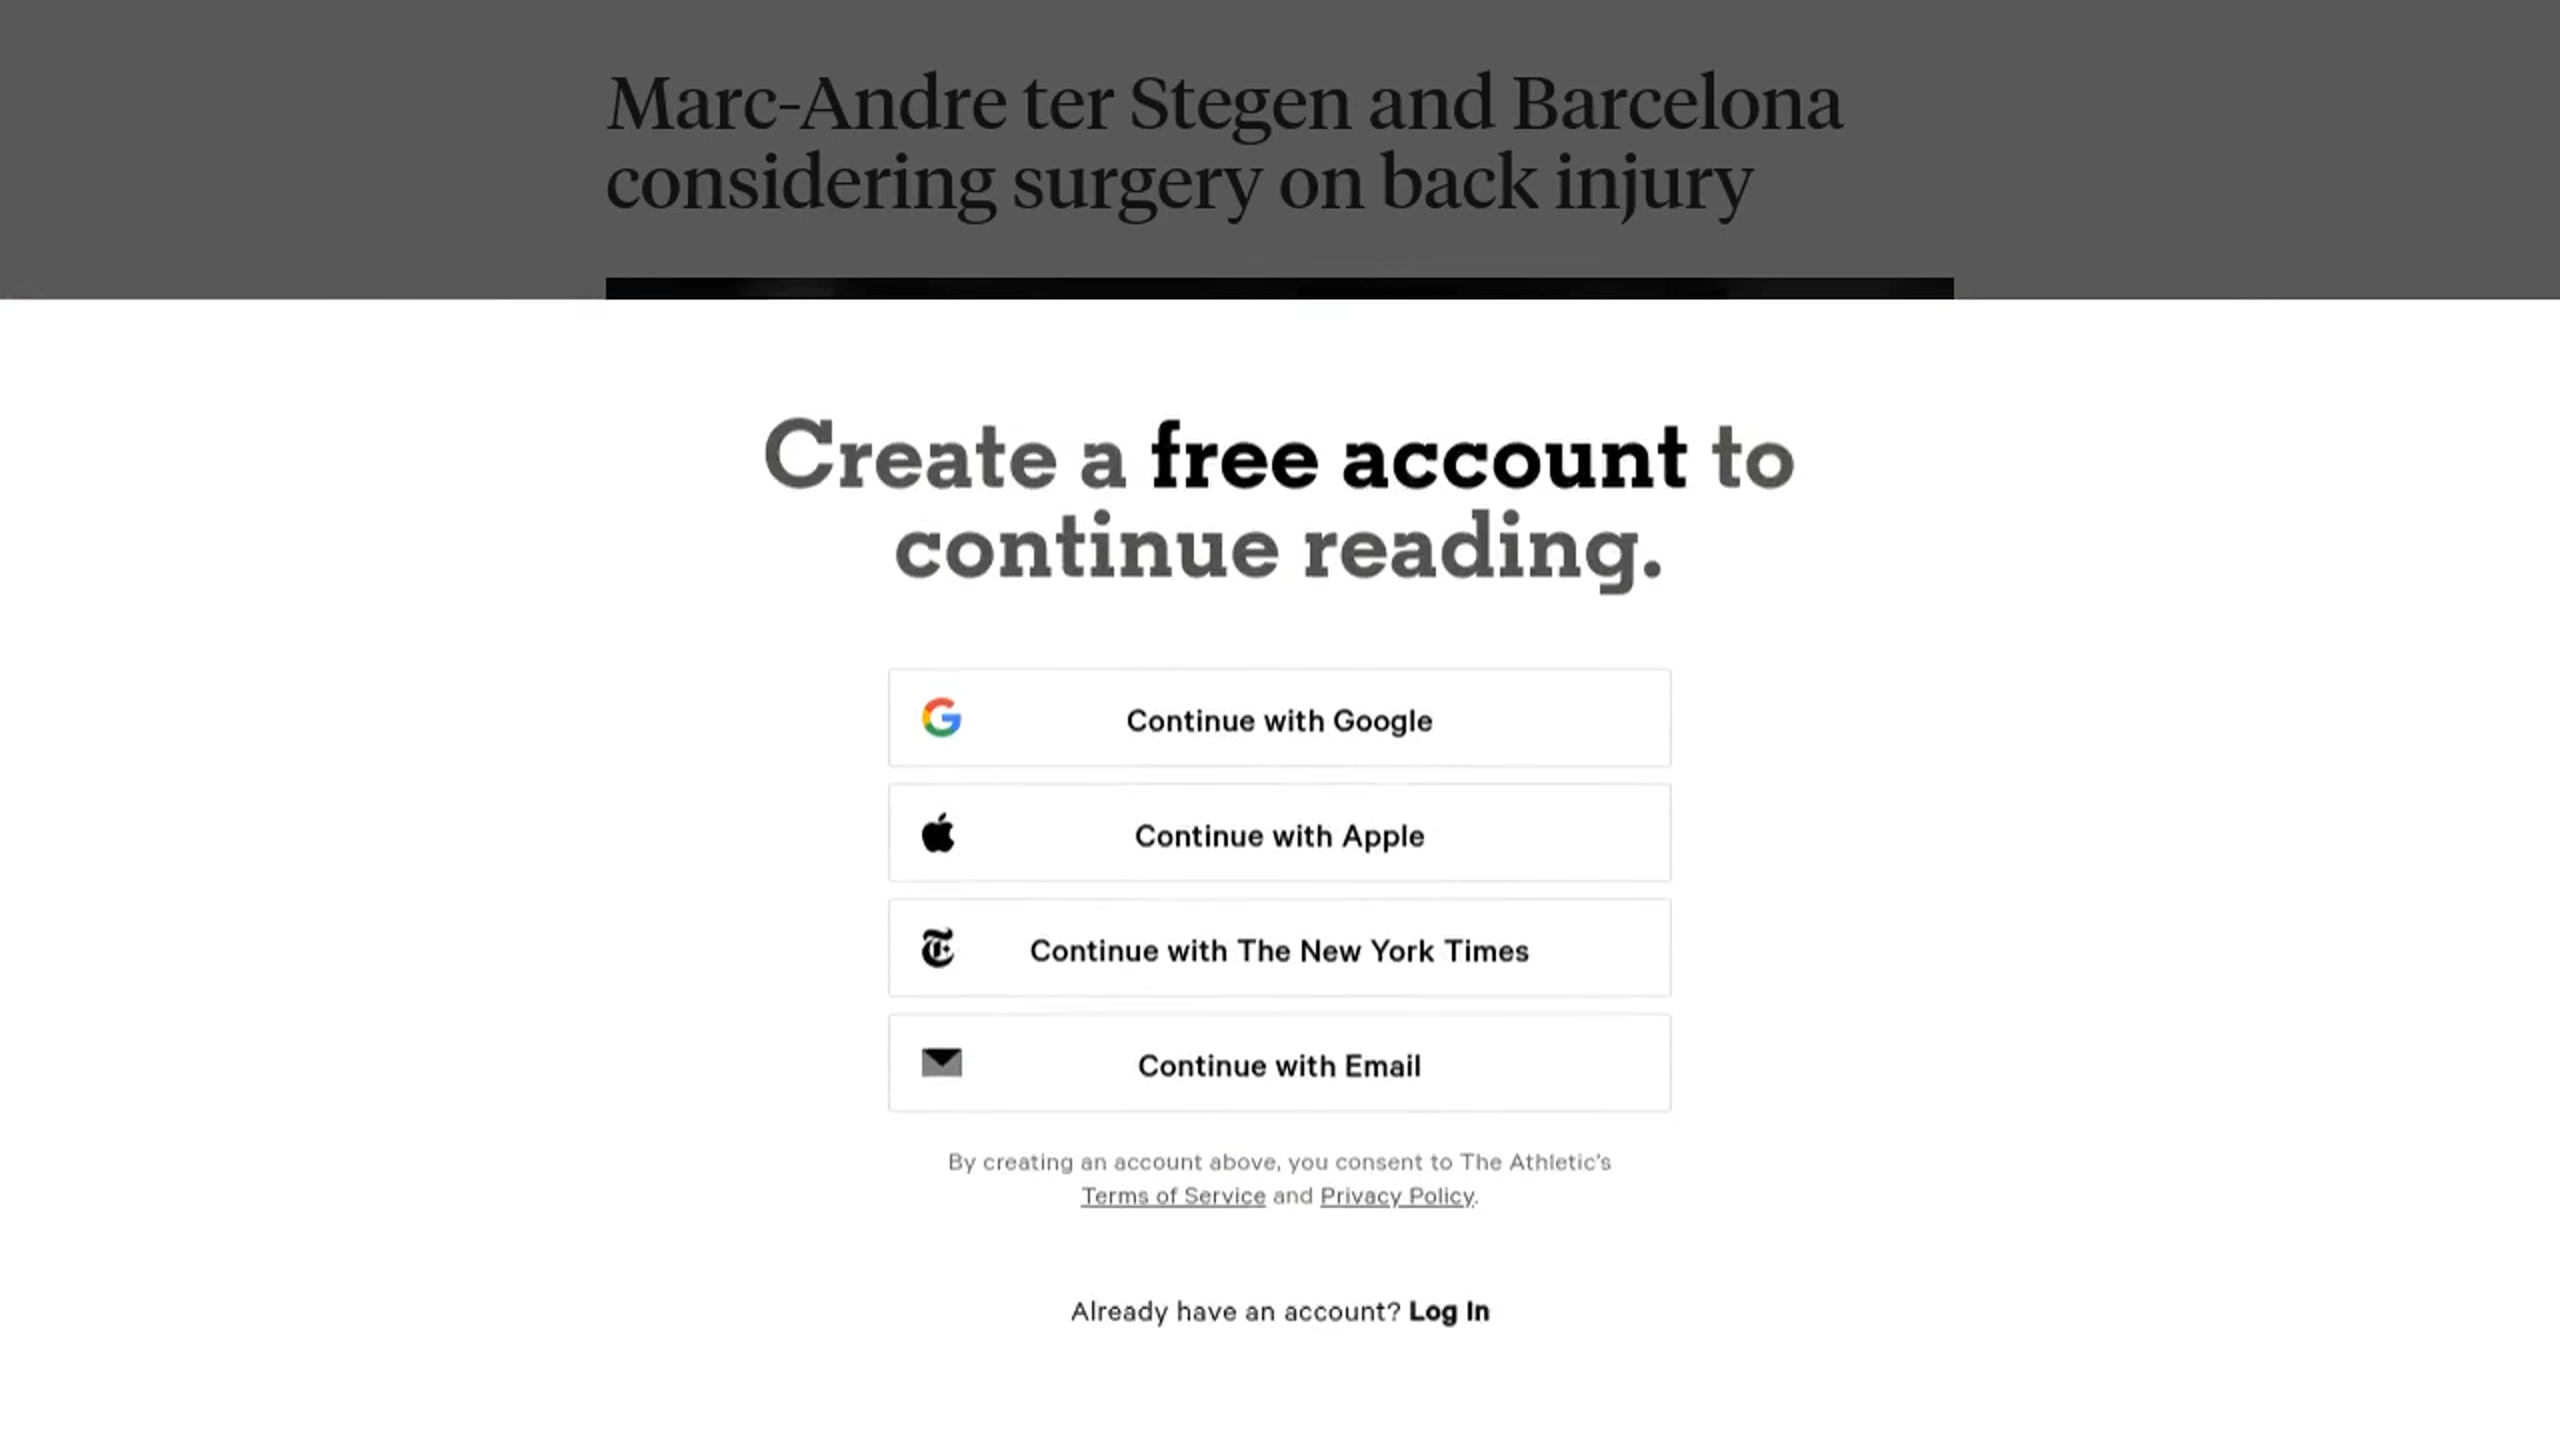 Marc-Andre ter Stegen and Barcelona
considering surgery on back injury
Create a free account to
continue reading.
Continue with Google
Continue with Apple
Continue with The New York Times
Continue with Email
By creating an account above, you consent to The Athletic's
Terms of Service and Privacy Policy.
Already have an account? Log In